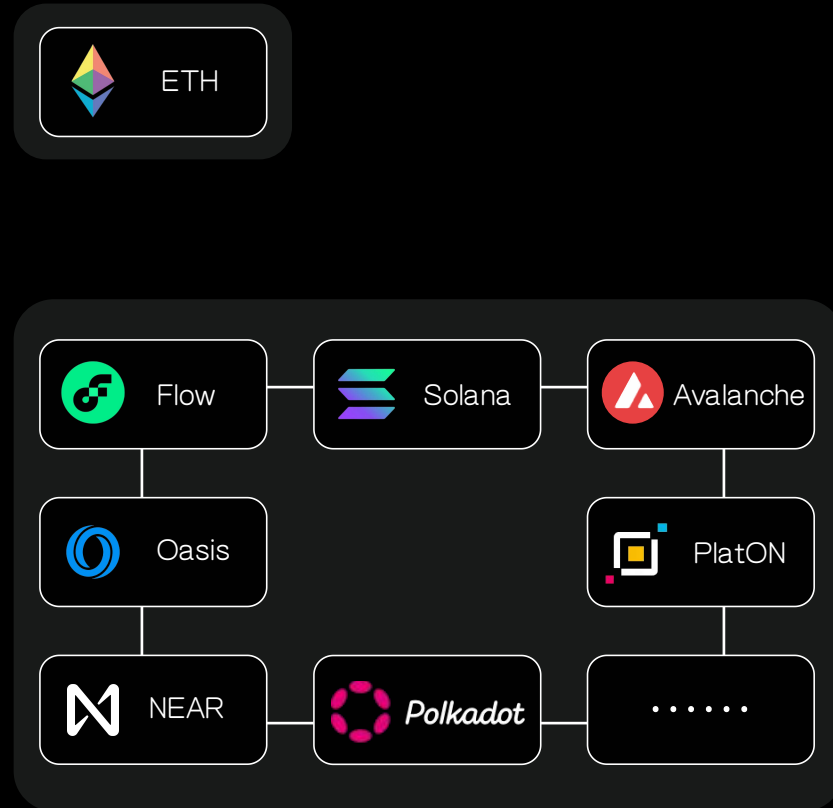 ETH
Flow
Solana
Avalanche
Oasis
PlatON
NEAR
Polkadot
......